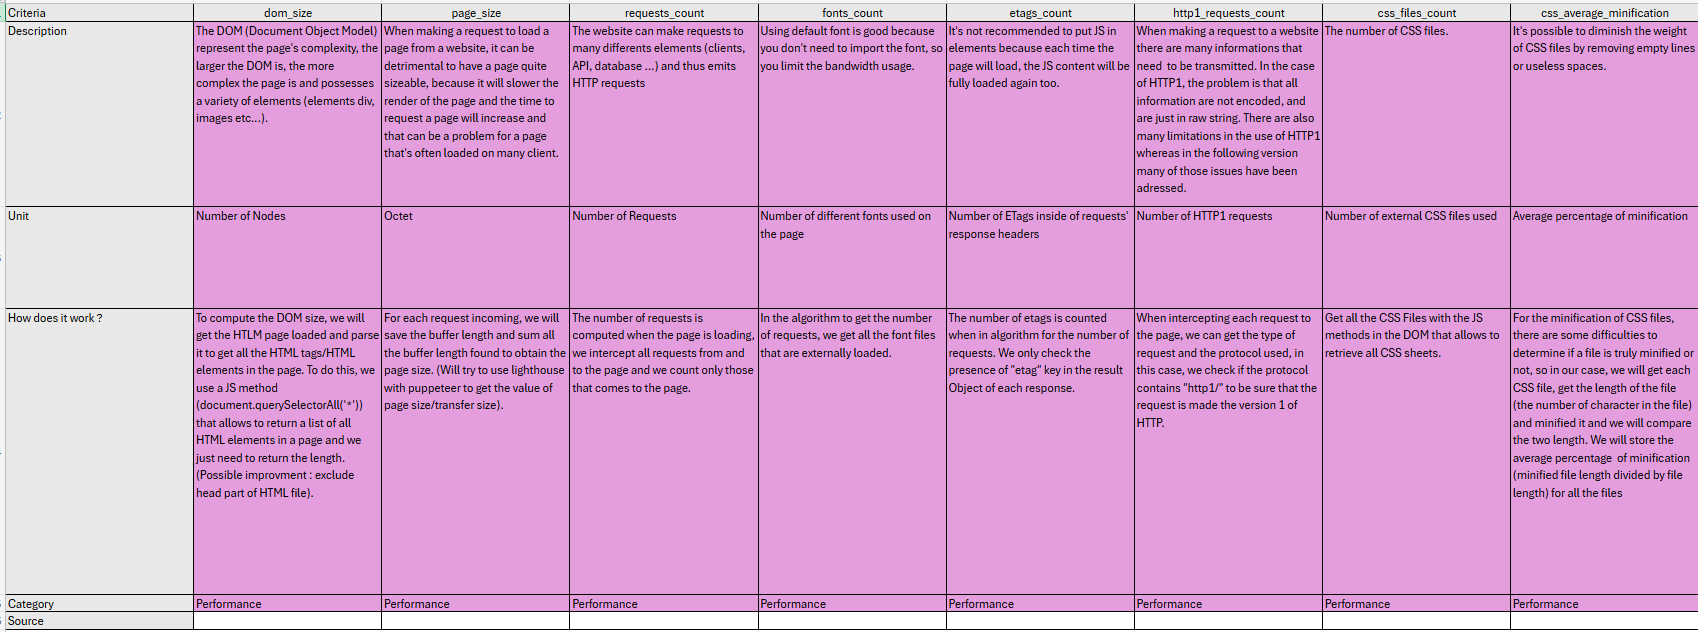 Criteria
dom_size
page_size
requests_count
fonts_count
etags_count
http1_requests_count
css_files_count
css_average_minification
Description
The DOM (Document Object Model)
represent the page's complexity, the
larger the DOM is, the more
complex the page is and possesses
a variety of elements (elements div,
images etc...).
When making a request to load a
page from a website, it can be
detrimental to have a page quite
sizeable, because it will slower the
render of the page and the time to
request a page will increase and
that can be a problem for a page
that's often loaded on many client.
The website can make requests to
many differents elements (clients,
API, database ...) and thus emits
HTTP requests
Using default font is good because
you don't need to import the font, so
you limit the bandwidth usage.
It's not recommended to put JS in
elements because each time the
page will load, the JS content will be
fully loaded again too.
When making a request to a website
there are many informations that
need  to be transmitted. In the case
of HTTP1, the problem is that all
information are not encoded, and
are just in raw string. There are also
many limitations in the use of HTTP1
whereas in the following version
many of those issues have been
adressed.
The number of CSS files.
It's possible to diminish the weight
of CSS files by removing empty lines
or useless spaces.
Unit
Number of Nodes
Octet
Number of Requests
Number of different fonts used on
the page
Number of ETags inside of requests'
response headers
Number of HTTP1 requests
Number of external CSS files used
Average percentage of minification
How does it work ?
To compute the DOM size, we will
get the HTLM page loaded and parse
it to get all the HTML tags/HTML
elements in the page. To do this, we
use a JS method
(document.querySelectorAll('*'))
that allows to return a list of all
HTML elements in a page and we
just need to return the length.
(Possible improvment : exclude
head part of HTML file).
For each request incoming, we will
save the buffer length and sum all
the buffer length found to obtain the
page size. (Will try to use lighthouse
with puppeteer to get the value of
page size/transfer size).
The number of requests is
computed when the page is loading,
we intercept all requests from and
to the page and we count only those
that comes to the page.
In the algorithm to get the number
of requests, we get all the font files
that are externally loaded.
The number of etags is counted
when in algorithm for the number of
requests. We only check the
presence of "etag" key in the result
Object of each response.
When intercepting each request to
the page, we can get the type of
request and the protocol used, in
this case, we check if the protocol
contains "http1/" to be sure that the
request is made the version 1 of
HTTP.
Get all the CSS Files with the JS
methods in the DOM that allows to
retrieve all CSS sheets.
For the minification of CSS files,
there are some difficulties to
determine if a file is truly minified or
not, so in our case, we will get each
CSS file, get the length of the file
(the number of character in the file)
and minified it and we will compare
the two length. We will store the
average percentage  of minification
(minified file length divided by file
length) for all the files
Category
Performance
Performance
Performance
Performance
Performance
Performance
Performance
Performance
Source